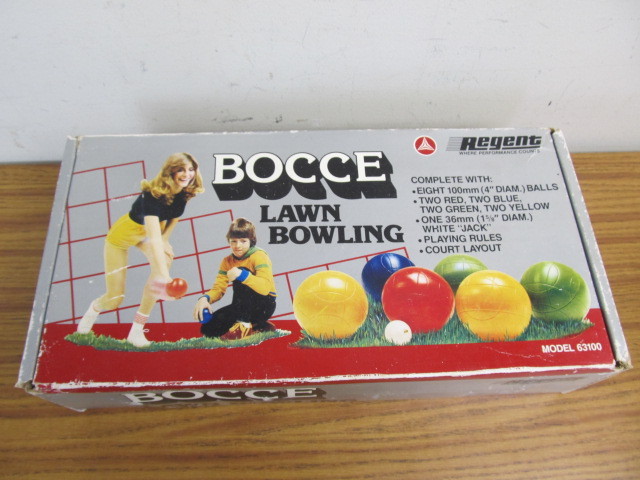 BOCCE
LAWN
BOWLING
Regent
WHERE PERFORMANCE COUNTS
COMPLETE WITH:
•EIGHT 100mm (4" DIAM.) BALLS
• TWO RED, TWO BLUE,
TWO GREEN, TWO YELLOW
• ONE 36mm (1⅜" DIAM.)
WHITE "JACK"
• PLAYING RULES
• COURT LAYOUT
MODEL 63100
BOCCE